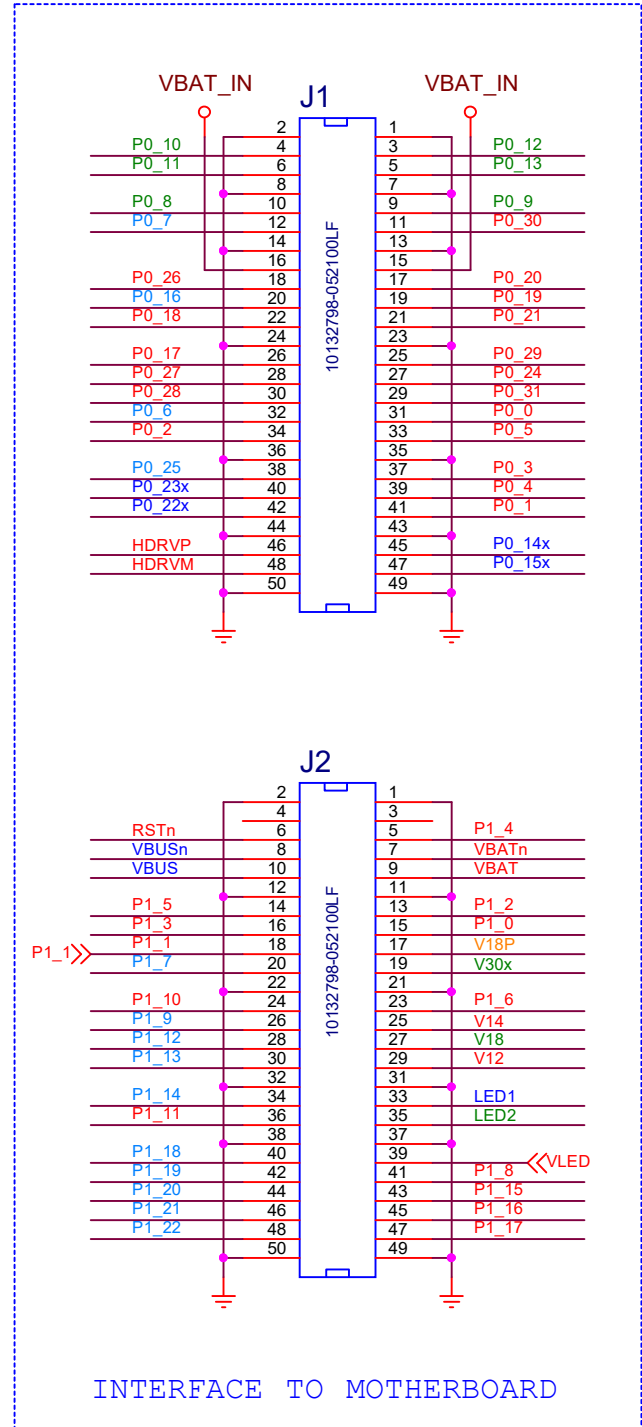 VBAT_IN VBAT_IN
J1
2 1
P0_10 4 3 P0_12
P0_11 6 5 P0_13
8 7
P0_8 10 9 P0_9
P0_7 12 11 P0_30
14 13
16 15
P0_26 18 17 P0_20
P0_16 20 19 P0_19
P0_18 22 21 P0_21
24 23
P0_17 26 25 P0_29
P0_27 28 27 P0_24
P0_28 30 29 P0_31
P0_6 32 31 P0_0
P0_2 34 33 P0_5
36 35
P0_25 38 37 P0_3
P0_23x 40 39 P0_4
P0_22x 42 41 P0_1
44 43
HDRVP 46 45 P0_14x
HDRVM 48 47 P0_15x
50 49
10132798-052100LF
J2
2 1
4 3
RSTn 6 5 P1_4
VBUSn 8 7 VBATn
VBUS 10 9 VBAT
12 11
P1_5 14 13 P1_2
P1_3 16 15 P1_0
P1_1 P1_1 18 17 V18P
P1_7 20 19 V30x
22 21
P1_10 24 23 P1_6
P1_9 26 25 V14
P1_12 28 27 V18
P1_13 30 29 V12
32 31
P1_14 34 33 LED1
P1_11 36 35 LED2
38 37
P1_18 40 39 VLED
P1_19 42 41 P1_8
P1_20 44 43 P1_15
P1_21 46 45 P1_16
P1_22 48 47 P1_17
50 49
10132798-052100LF
INTERFACE TO MOTHERBOARD